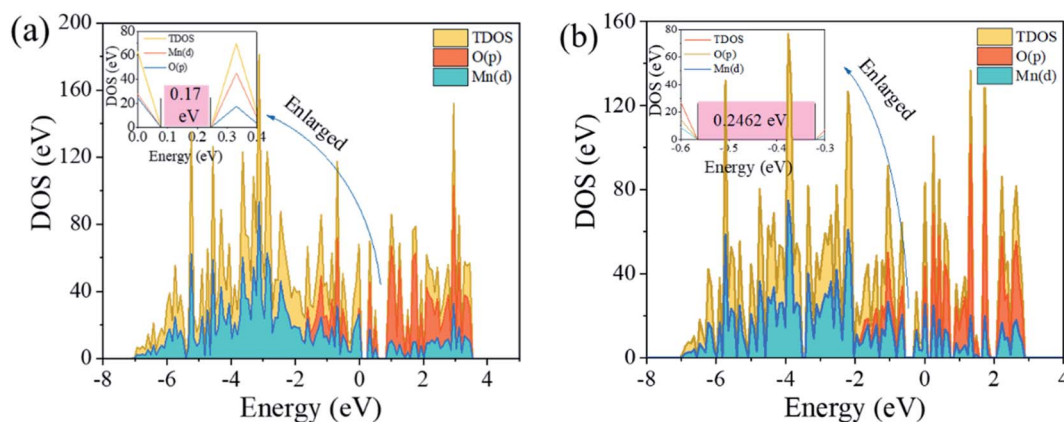 (a)
DOS (eV)
200
160
120
80
40
0
-8
-6
-4
-2
0
2
4
Energy (eV)
TDOS
O(p)
Mn(d)
Enlarged
DOS (eV)
80
60
40
20
0
0.0
0.1
0.2
0.3
0.4
Energy (eV)
TDOS
Mn(d)
O(p)
0.17
eV
(b)
DOS (eV)
160
120
80
40
0
-8
-6
-4
-2
0
2
4
Energy (eV)
TDOS
O(p)
Mn(d)
Enlarged
DOS (eV)
80
60
40
20
0
-0.6
-0.5
-0.4
-0.3
Energy (eV)
TDOS
O(p)
Mn(d)
0.2462 eV